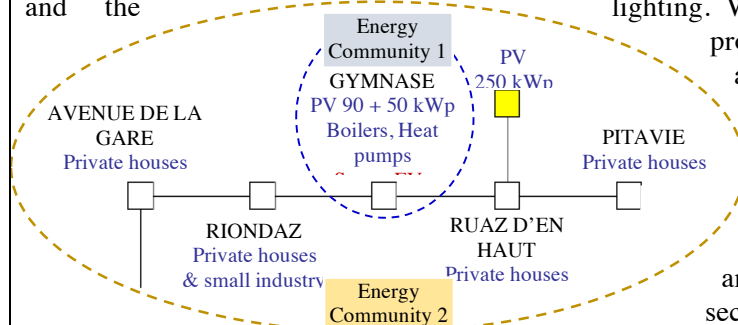 and the
lighting.
Energy
Community 1
PV
250 kWp
GYMNASE
PV 90 + 50 kWp
Boilers, Heat
pumps
AVENUE DE LA
GARE
Private houses
PITAVIE
Private houses
RIONDAZ
Private houses
& small industry
RUAZ D’EN
HAUT
Private houses
Energy
Community 2